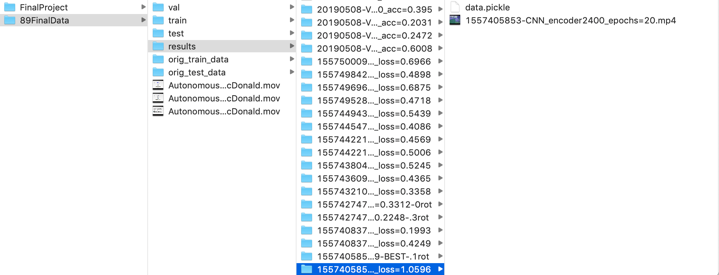 FinalProject
89FinalData
val
train
test
results
orig_train_data
orig_test_data
Autonomous...cDonald.mov
Autonomous...cDonald.mov
Autonomous...cDonald.mov
20190508-V...0_acc=0.395
20190508-V..._acc=0.2031
20190508-V..._acc=0.2472
20190508-V..._acc=0.6008
155750009..._loss=0.6966
155749842..._loss=0.4898
155749696..._loss=0.6875
155749528..._loss=0.4718
155744943..._loss=0.5439
155744547..._loss=0.4086
155744221..._loss=0.4569
155744221..._loss=0.5006
155743804..._loss=0.5245
155743609..._loss=0.4365
155743210..._loss=0.3358
155742747...=0.3312-0rot
155742747...0.2248-.3rot
155740837..._loss=0.1993
155740837..._loss=0.4249
155740585...9-BEST-.1rot
155740585..._loss=1.0596
data.pickle
1557405853-CNN_encoder2400_epochs=20.mp4